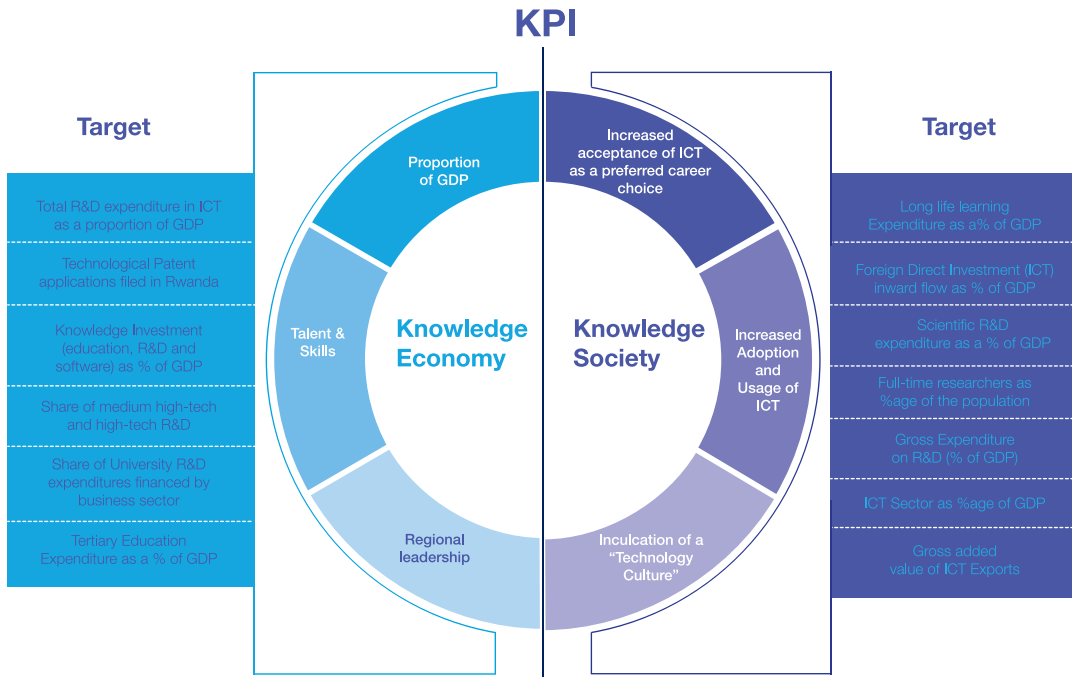 KPI
Target
Total R&D expenditure in ICT
as a proportion of GDP
Technological Patent
applications filed in Rwanda
Knowledge Investment
(education, R&D and
software) as % of GDP
Share of medium high-tech
and high-tech R&D
Share of University R&D
expenditures financed by
business sector
Tertiary Education
Expenditure as a % of GDP
Proportion
of GDP
Talent &
Skills
Regional
leadership
Knowledge
Economy
Knowledge
Society
Increased
acceptance of ICT
as a preferred career
choice
Increased
Adoption and
Usage of
ICT
Inculcation of a
“Technology
Culture”
Target
Long life learning
Expenditure as a% of GDP
Foreign Direct Investment (ICT)
inward flow as % of GDP
Scientific R&D
expenditure as a % of GDP
Full-time researchers as
%age of the population
Gross Expenditure
on R&D (% of GDP)
ICT Sector as %age of GDP
Gross added
value of ICT Exports